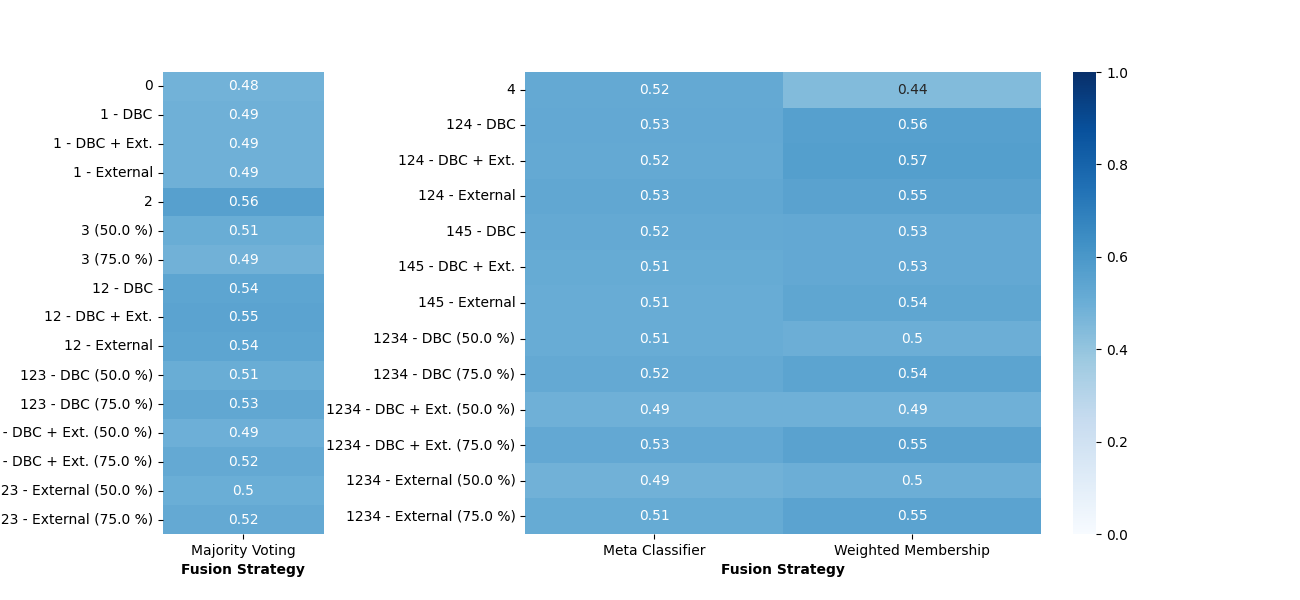 0 0.48
1 - DBC 0.49
1 - DBC + Ext. 0.49
1 - External 0.49
2 0.56
3 (50.0 %) 0.51
3 (75.0 %) 0.49
12 - DBC 0.54
12 - DBC + Ext. 0.55
12 - External 0.54
123 - DBC (50.0 %) 0.51
123 - DBC (75.0 %) 0.53
- DBC + Ext. (50.0 %) 0.49
- DBC + Ext. (75.0 %) 0.52
23 - External (50.0 %) 0.5
23 - External (75.0 %) 0.52
Majority Voting
Fusion Strategy
4 0.52 0.44
124 - DBC 0.53 0.56
124 - DBC + Ext. 0.52 0.57
124 - External 0.53 0.55
145 - DBC 0.52 0.53
145 - DBC + Ext. 0.51 0.53
145 - External 0.51 0.54
1234 - DBC (50.0 %) 0.51 0.5
1234 - DBC (75.0 %) 0.52 0.54
1234 - DBC + Ext. (50.0 %) 0.49 0.49
1234 - DBC + Ext. (75.0 %) 0.53 0.55
1234 - External (50.0 %) 0.49 0.5
1234 - External (75.0 %) 0.51 0.55
Meta Classifier Weighted Membership
Fusion Strategy
1.0
0.8
0.6
0.4
0.2
0.0